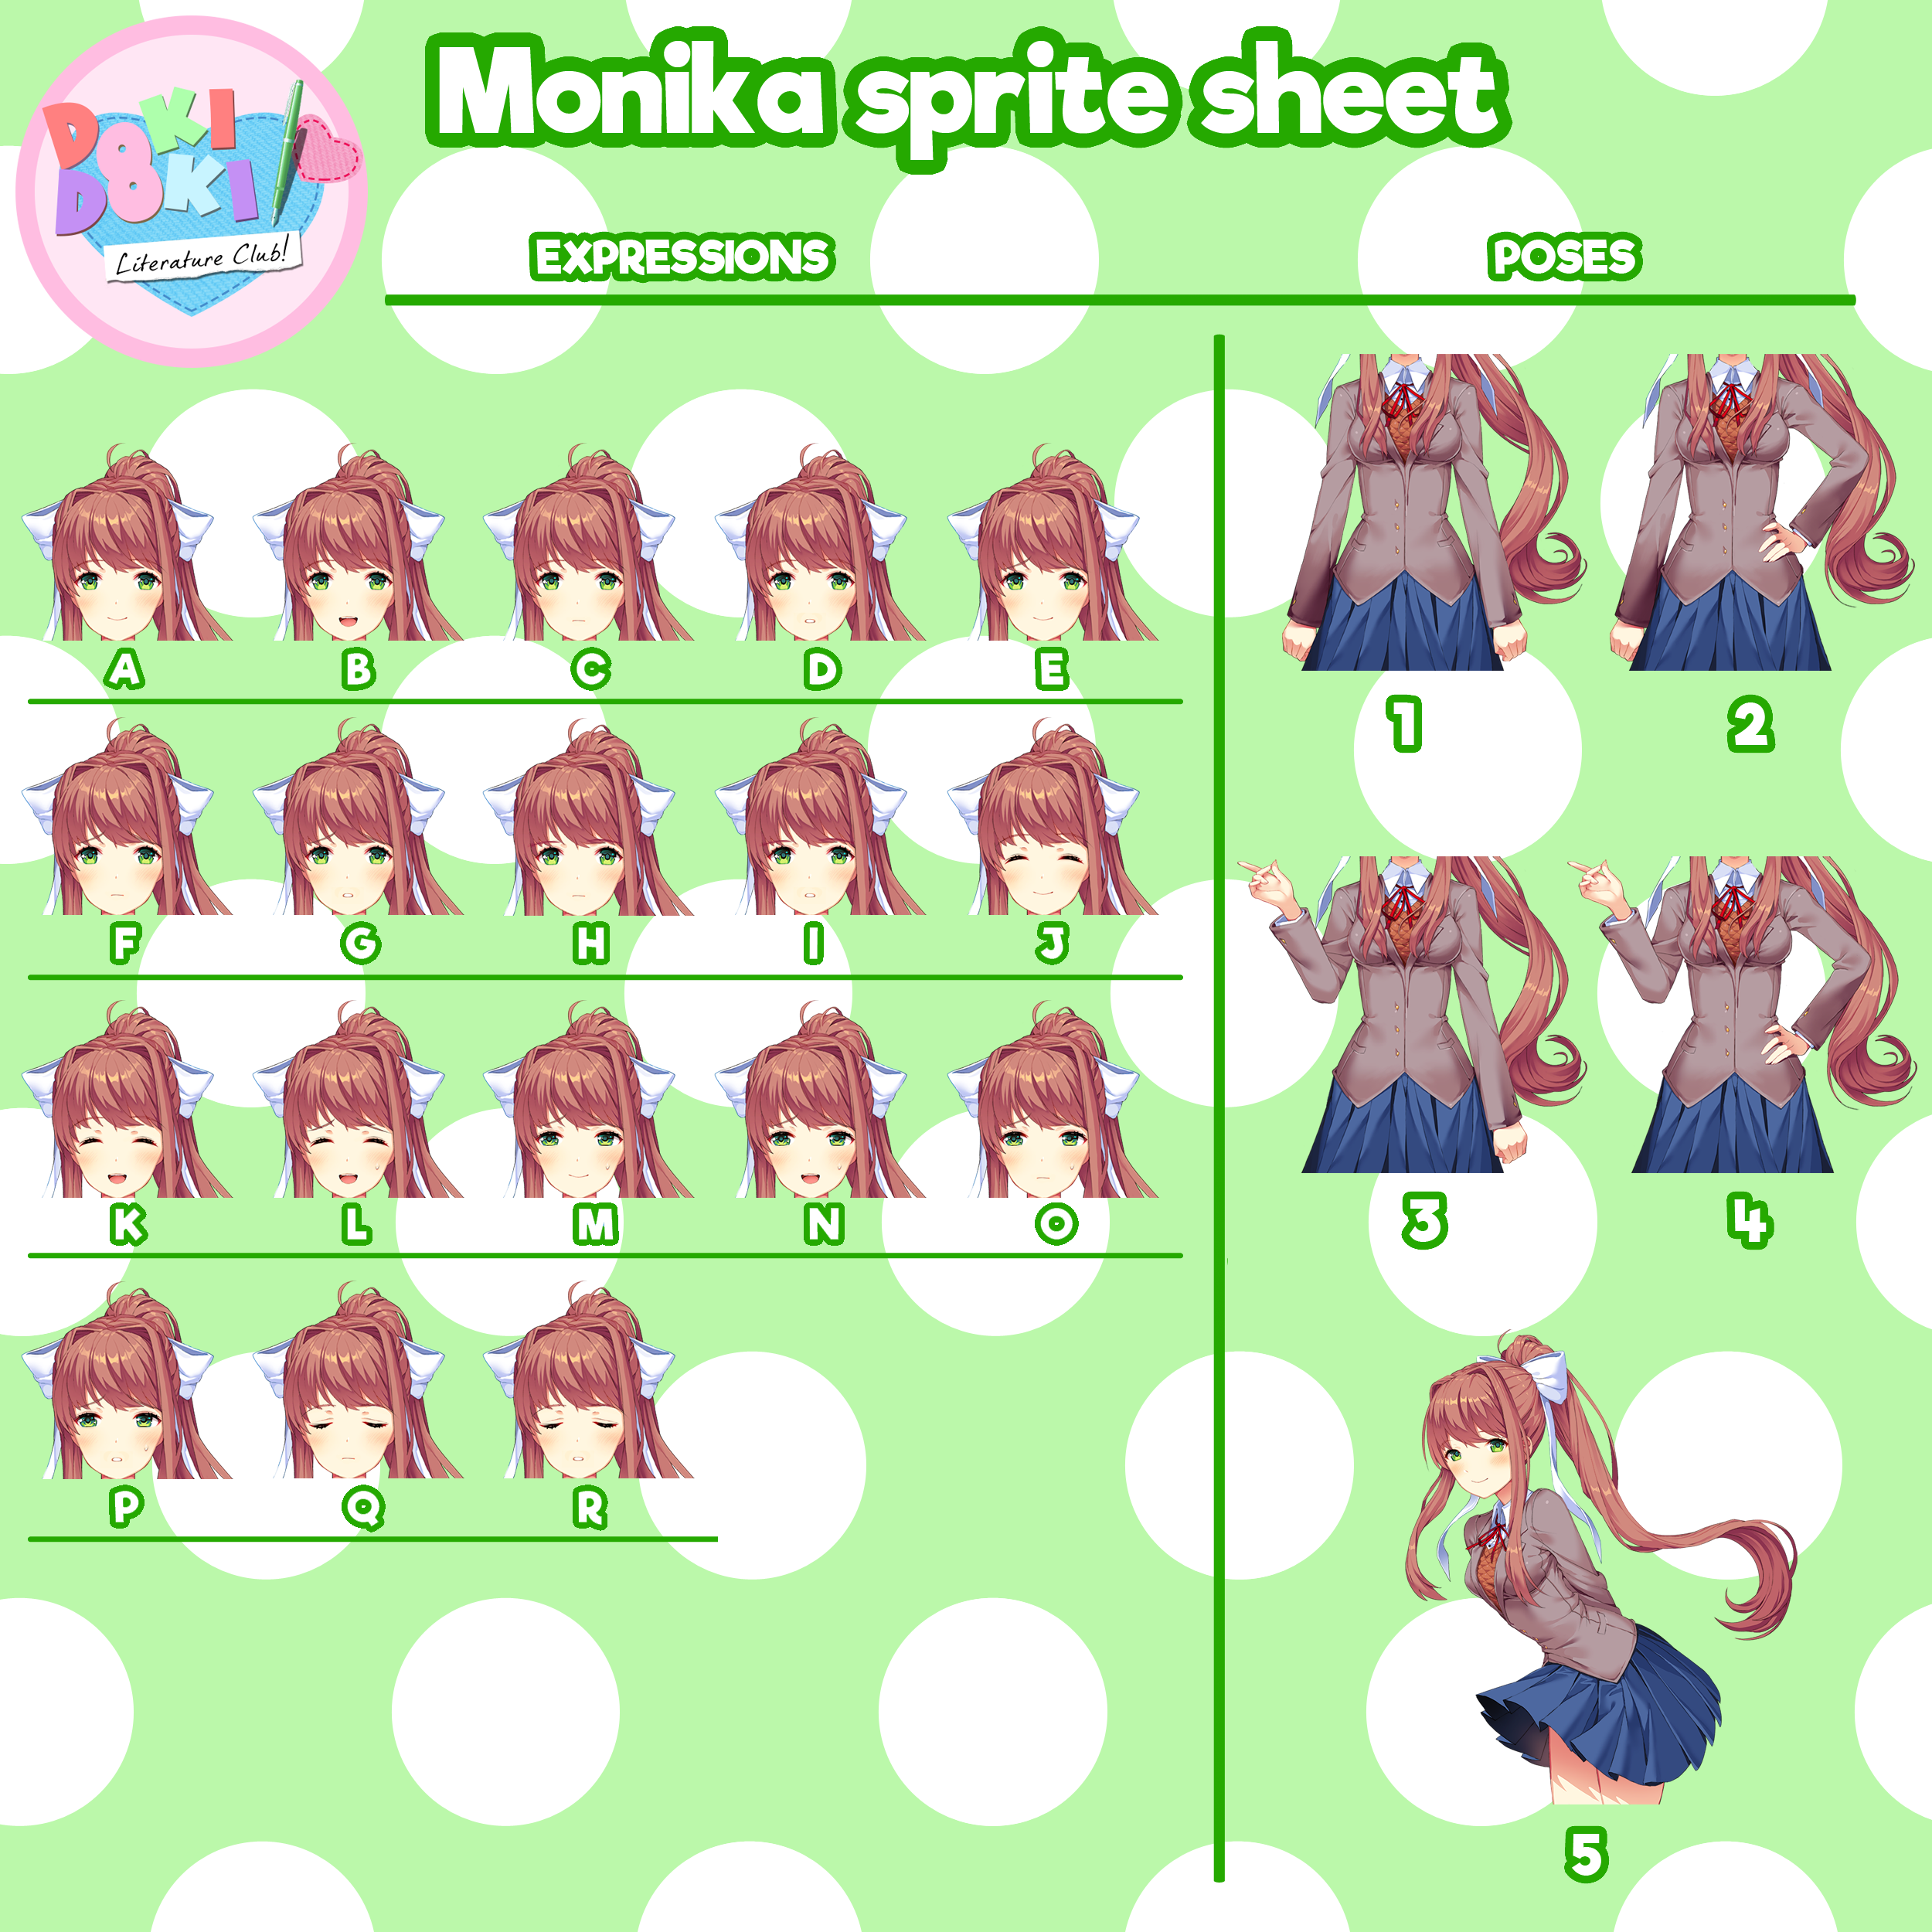 DOKI
DOKI
Literature Club!
Monika sprite sheet
EXPRESSIONS
POSES
A B C D E
F G H I J
K L M N O
P Q R
1 2
3 4
5